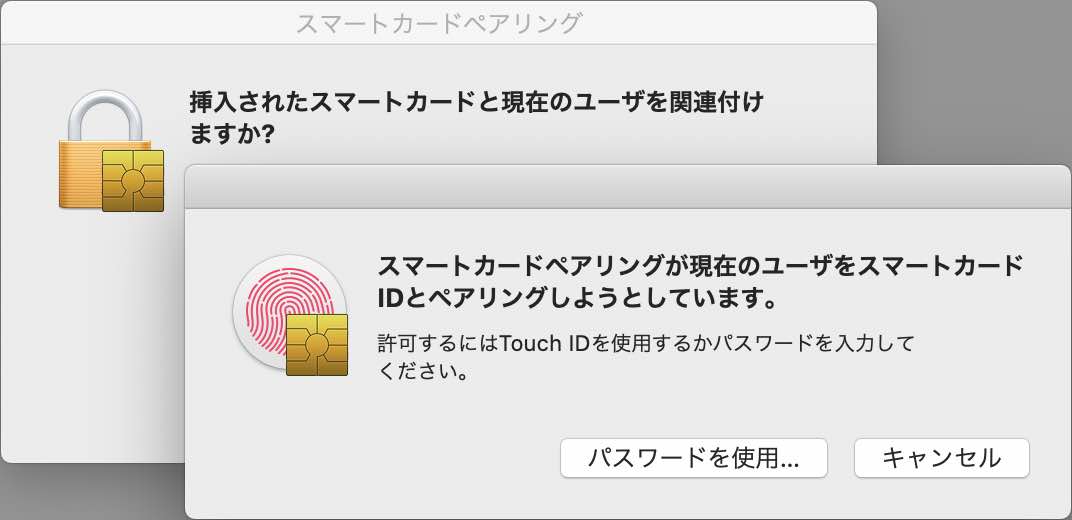 スマートカードペアリング
挿入されたスマートカードと現在のユーザを関連付け
ますか?
スマートカードペアリングが現在のユーザをスマートカード
IDとペアリングしようとしています。
許可するにはTouch IDを使用するかパスワードを入力して
ください。
パスワードを使用...
キャンセル